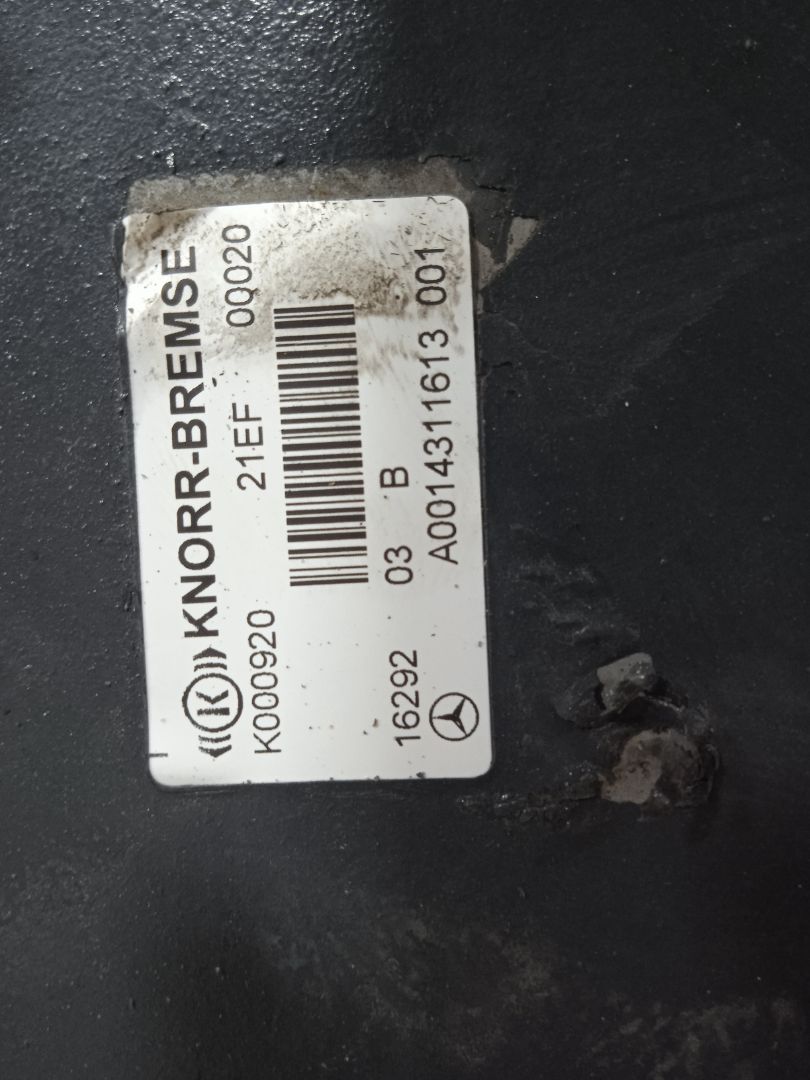 KNORR-BREMSE
K000920 21EF 00020
16292 03 B
A0014311613 001